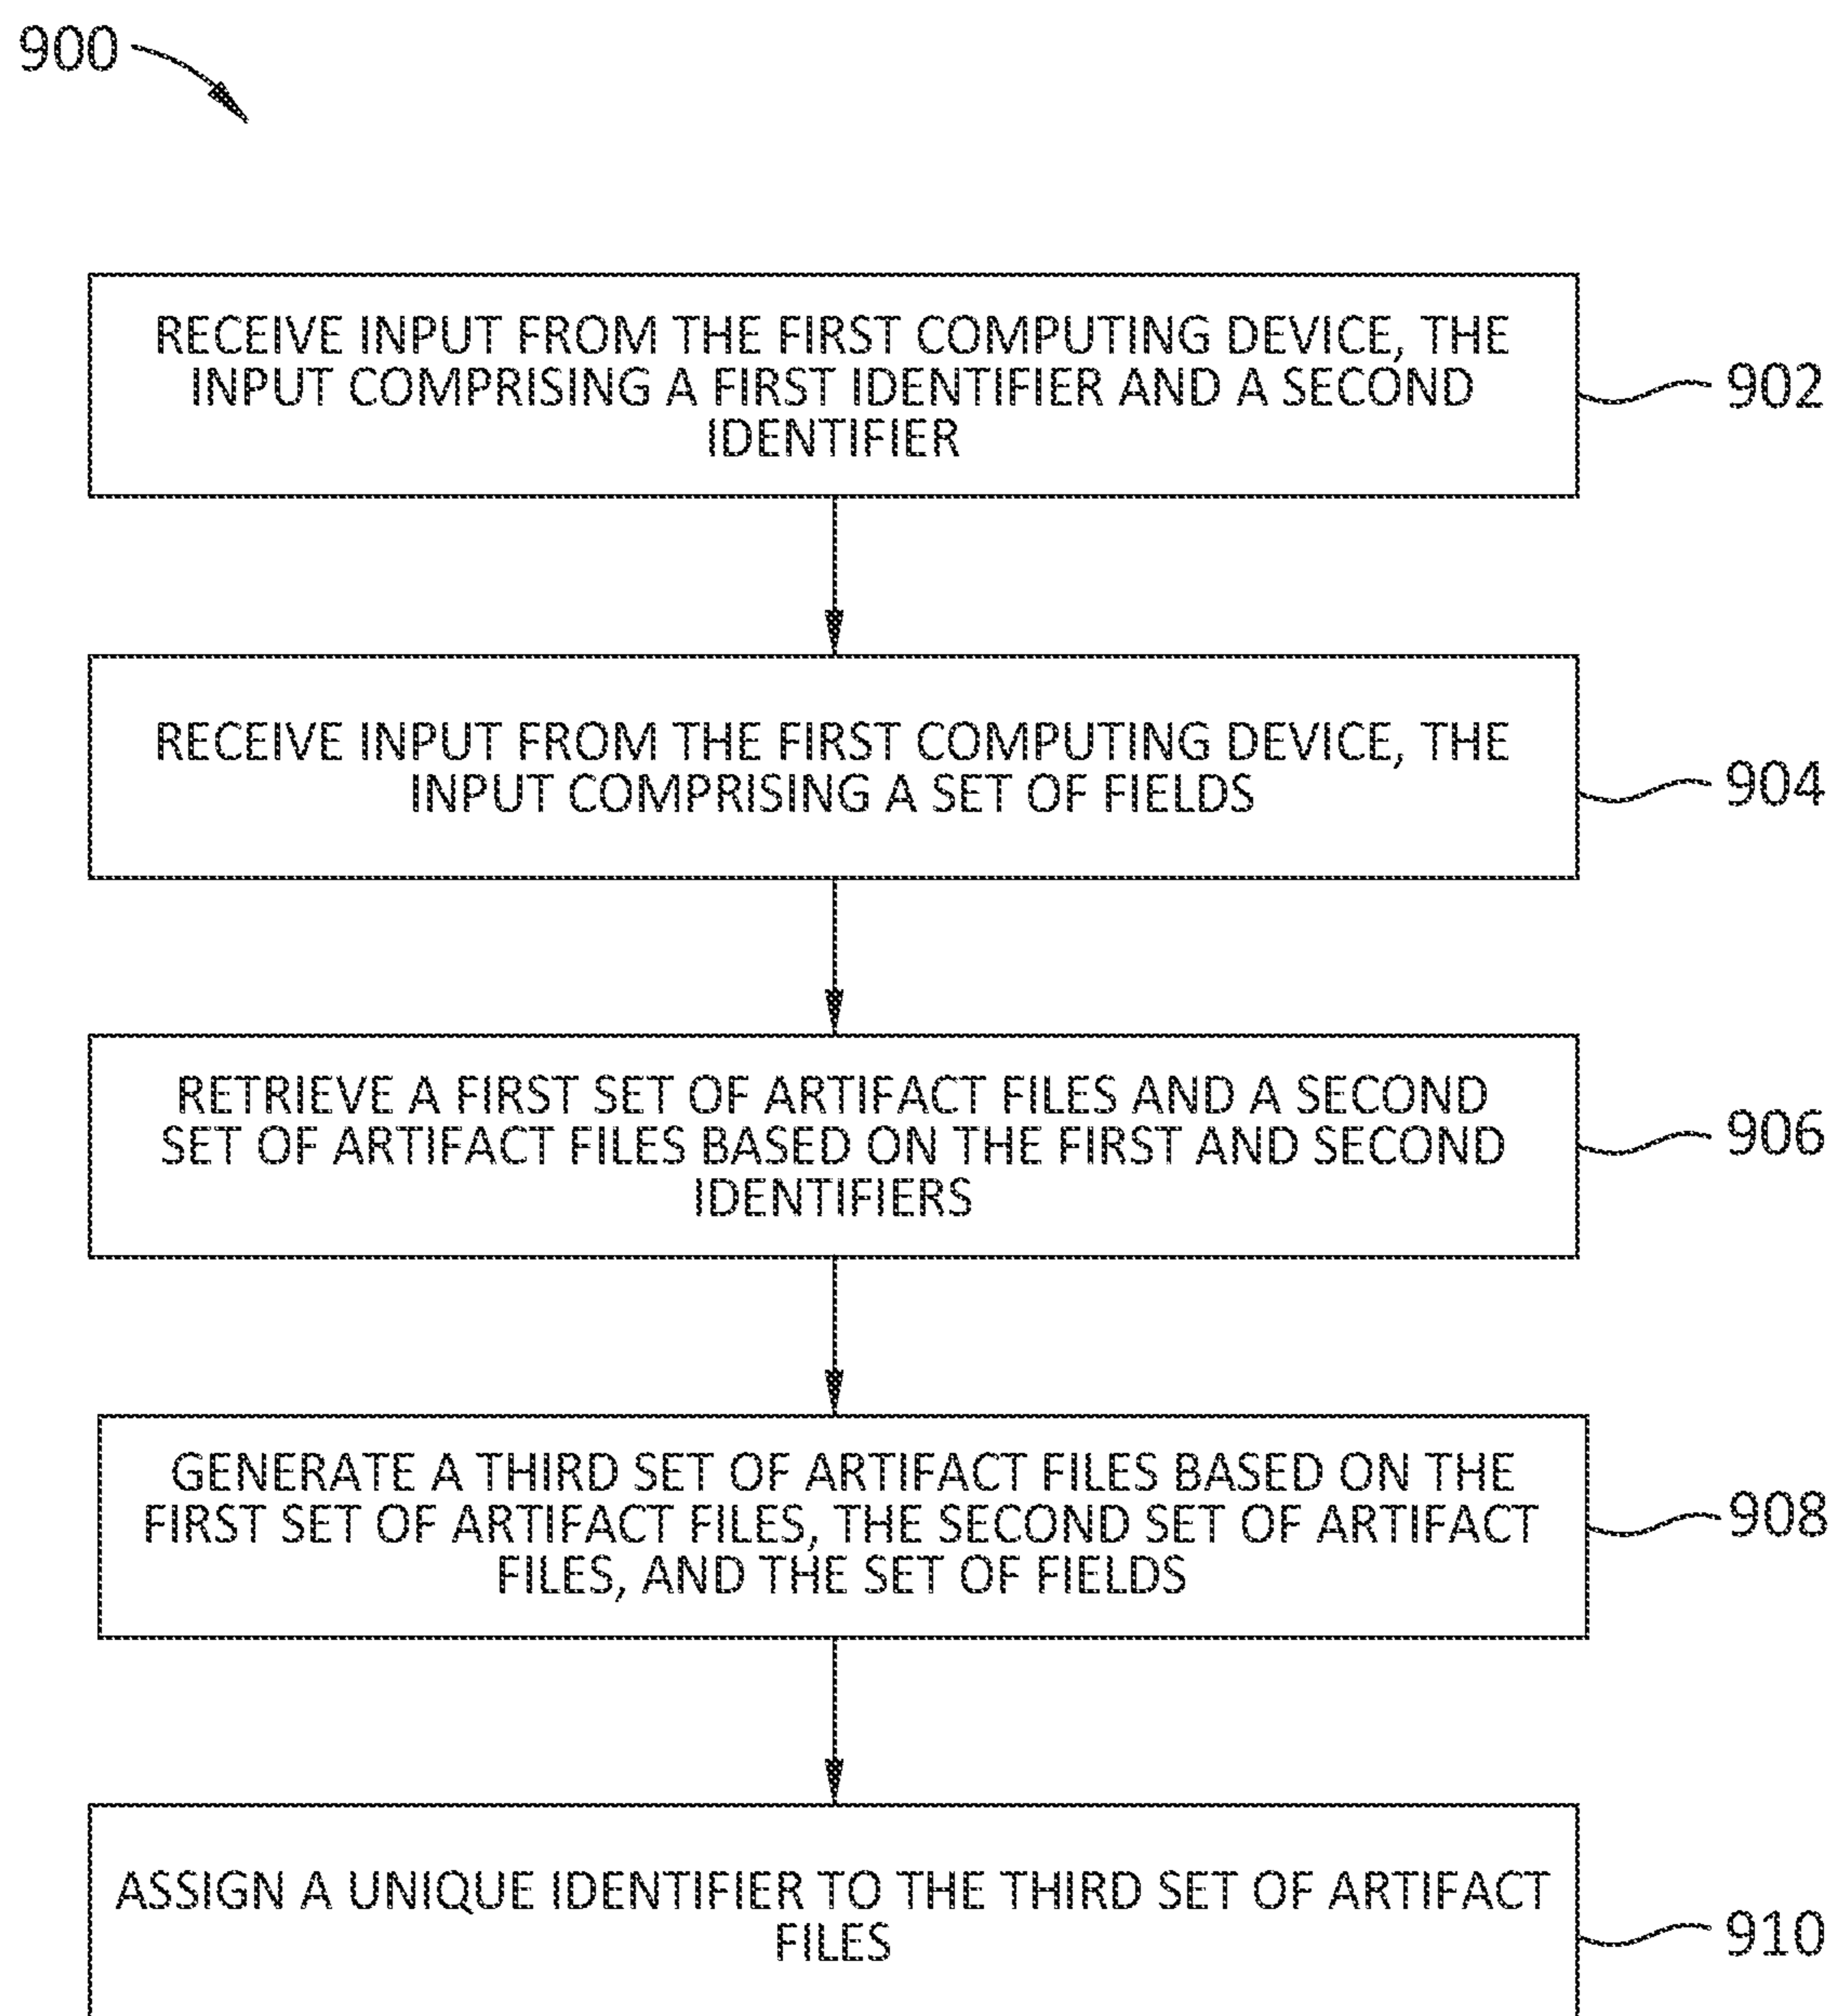 900
RECEIVE INPUT FROM THE FIRST COMPUTING DEVICE, THE
INPUT COMPRISING A FIRST IDENTIFIER AND A SECOND
IDENTIFIER
902
RECEIVE INPUT FROM THE FIRST COMPUTING DEVICE, THE
INPUT COMPRISING A SET OF FIELDS
904
RETRIEVE A FIRST SET OF ARTIFACT FILES AND A SECOND
SET OF ARTIFACT FILES BASED ON THE FIRST AND SECOND
IDENTIFIERS
906
GENERATE A THIRD SET OF ARTIFACT FILES BASED ON THE
FIRST SET OF ARTIFACT FILES, THE SECOND SET OF ARTIFACT
FILES, AND THE SET OF FIELDS
908
ASSIGN A UNIQUE IDENTIFIER TO THE THIRD SET OF ARTIFACT
FILES
910